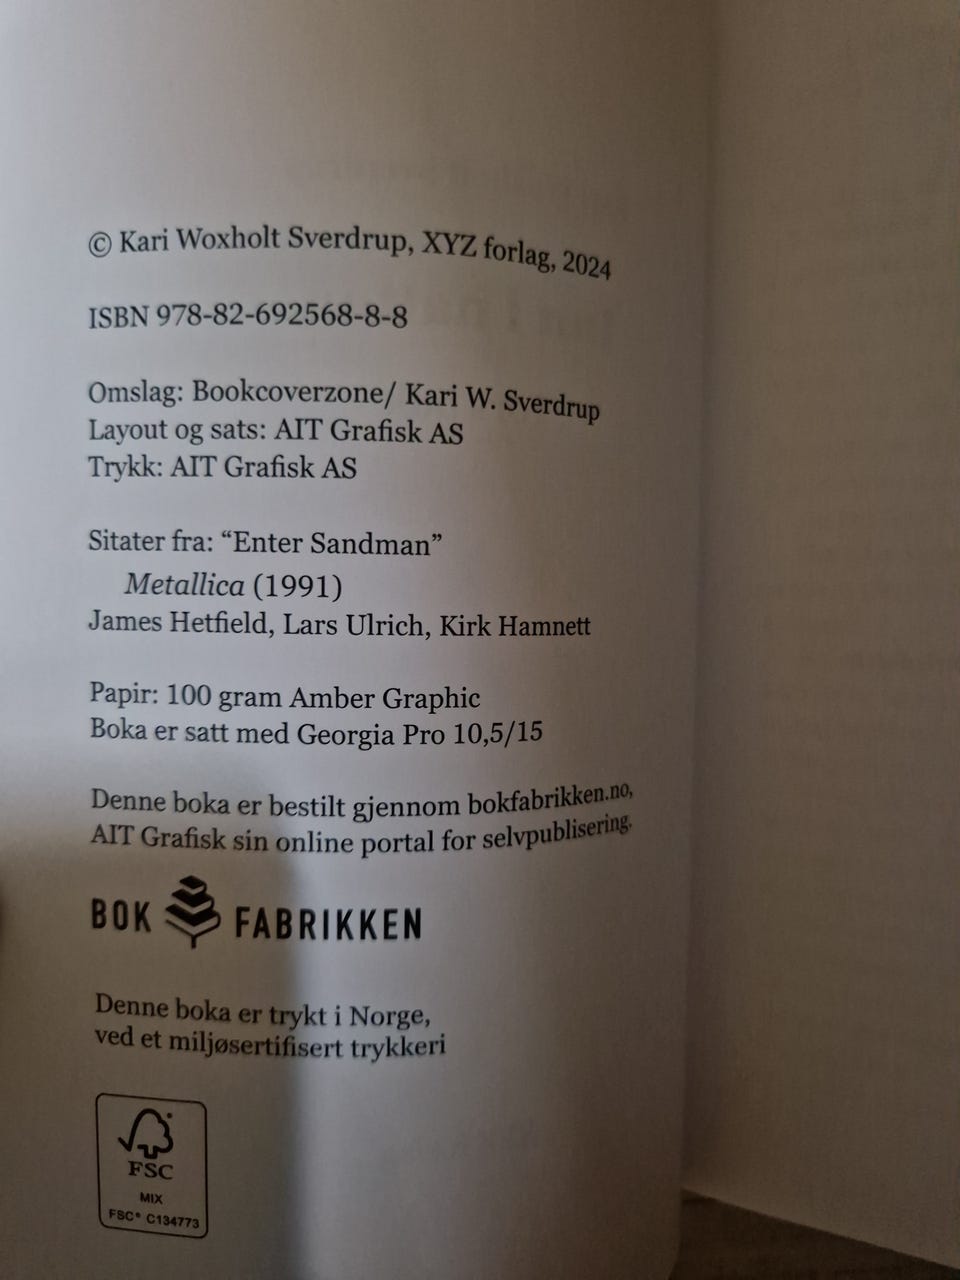 © Kari Woxholt Sverdrup, XYZ forlag, 2024
ISBN 978-82-692568-8-8
Omslag: Bookcoverzone/ Kari W. Sverdrup
Layout og sats: AIT Grafisk AS
Trykk: AIT Grafisk AS
Sitater fra: “Enter Sandman”
Metallica (1991)
James Hetfield, Lars Ulrich, Kirk Hamnett
Papir: 100 gram Amber Graphic
Boka er satt med Georgia Pro 10,5/15
Denne boka er bestilt gjennom bokfabrikken.no,
AIT Grafisk sin online portal for selvpublisering.
BOK FABRIKKEN
Denne boka er trykt i Norge,
ved et miljøsertifisert trykkeri
FSC
MIX
FSC® C134773